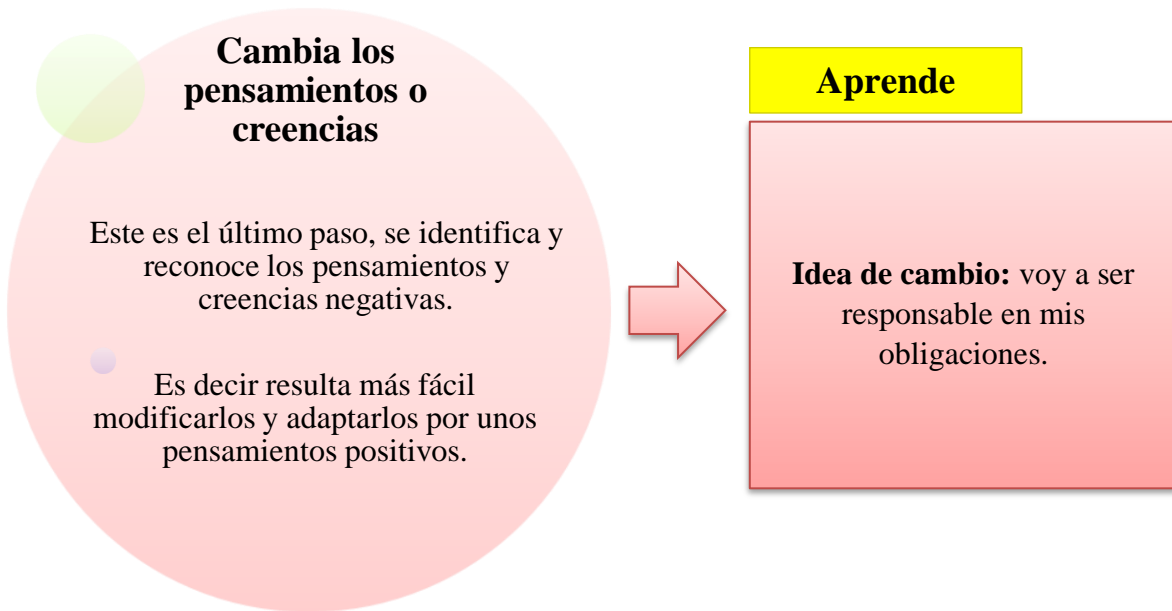 Cambia los
pensamientos o
creencias
Este es el último paso, se identifica y
reconoce los pensamientos y
creencias negativas.
Es decir resulta más fácil
modificarlos y adaptarlos por unos
pensamientos positivos.
Aprende
Idea de cambio: voy a ser
responsable en mis
obligaciones.